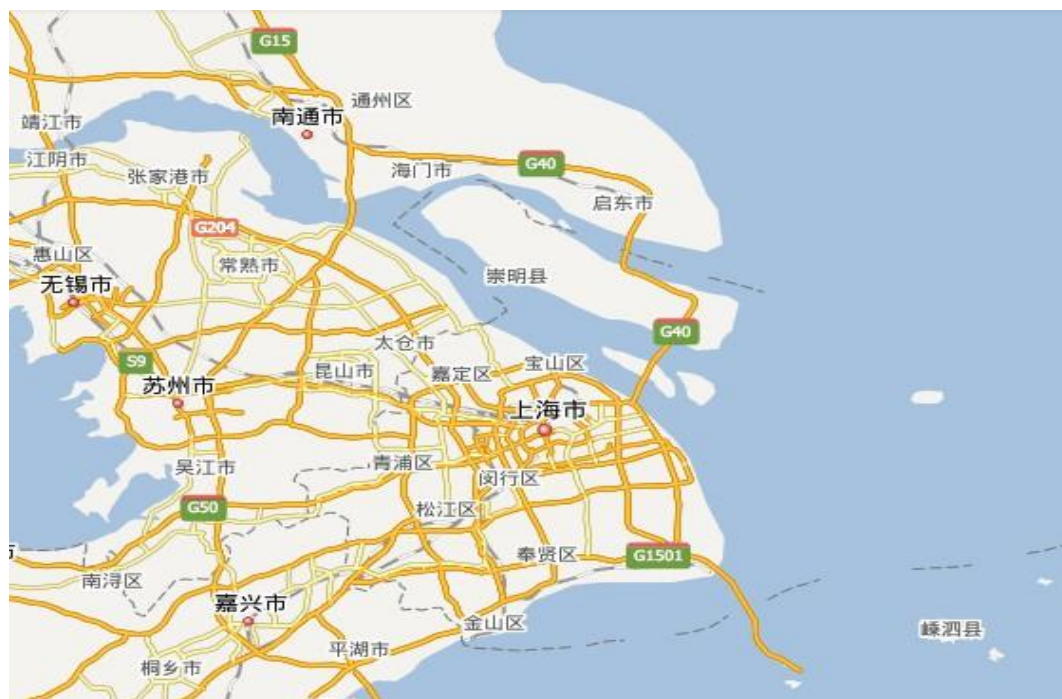 G15
通州区
南通市
靖江市
江阴市
海门市
G40
张家港市
启东市
G204
惠山区
常熟市
崇明县
无锡市
G40
太仓市
S9
昆山市
嘉定区
宝山区
苏州市
上海市
吴江市
青浦区
闵行区
G50
松江区
市
奉贤区
G1501
南浔区
嘉兴市
金山区
嵊泗县
平湖市
桐乡市